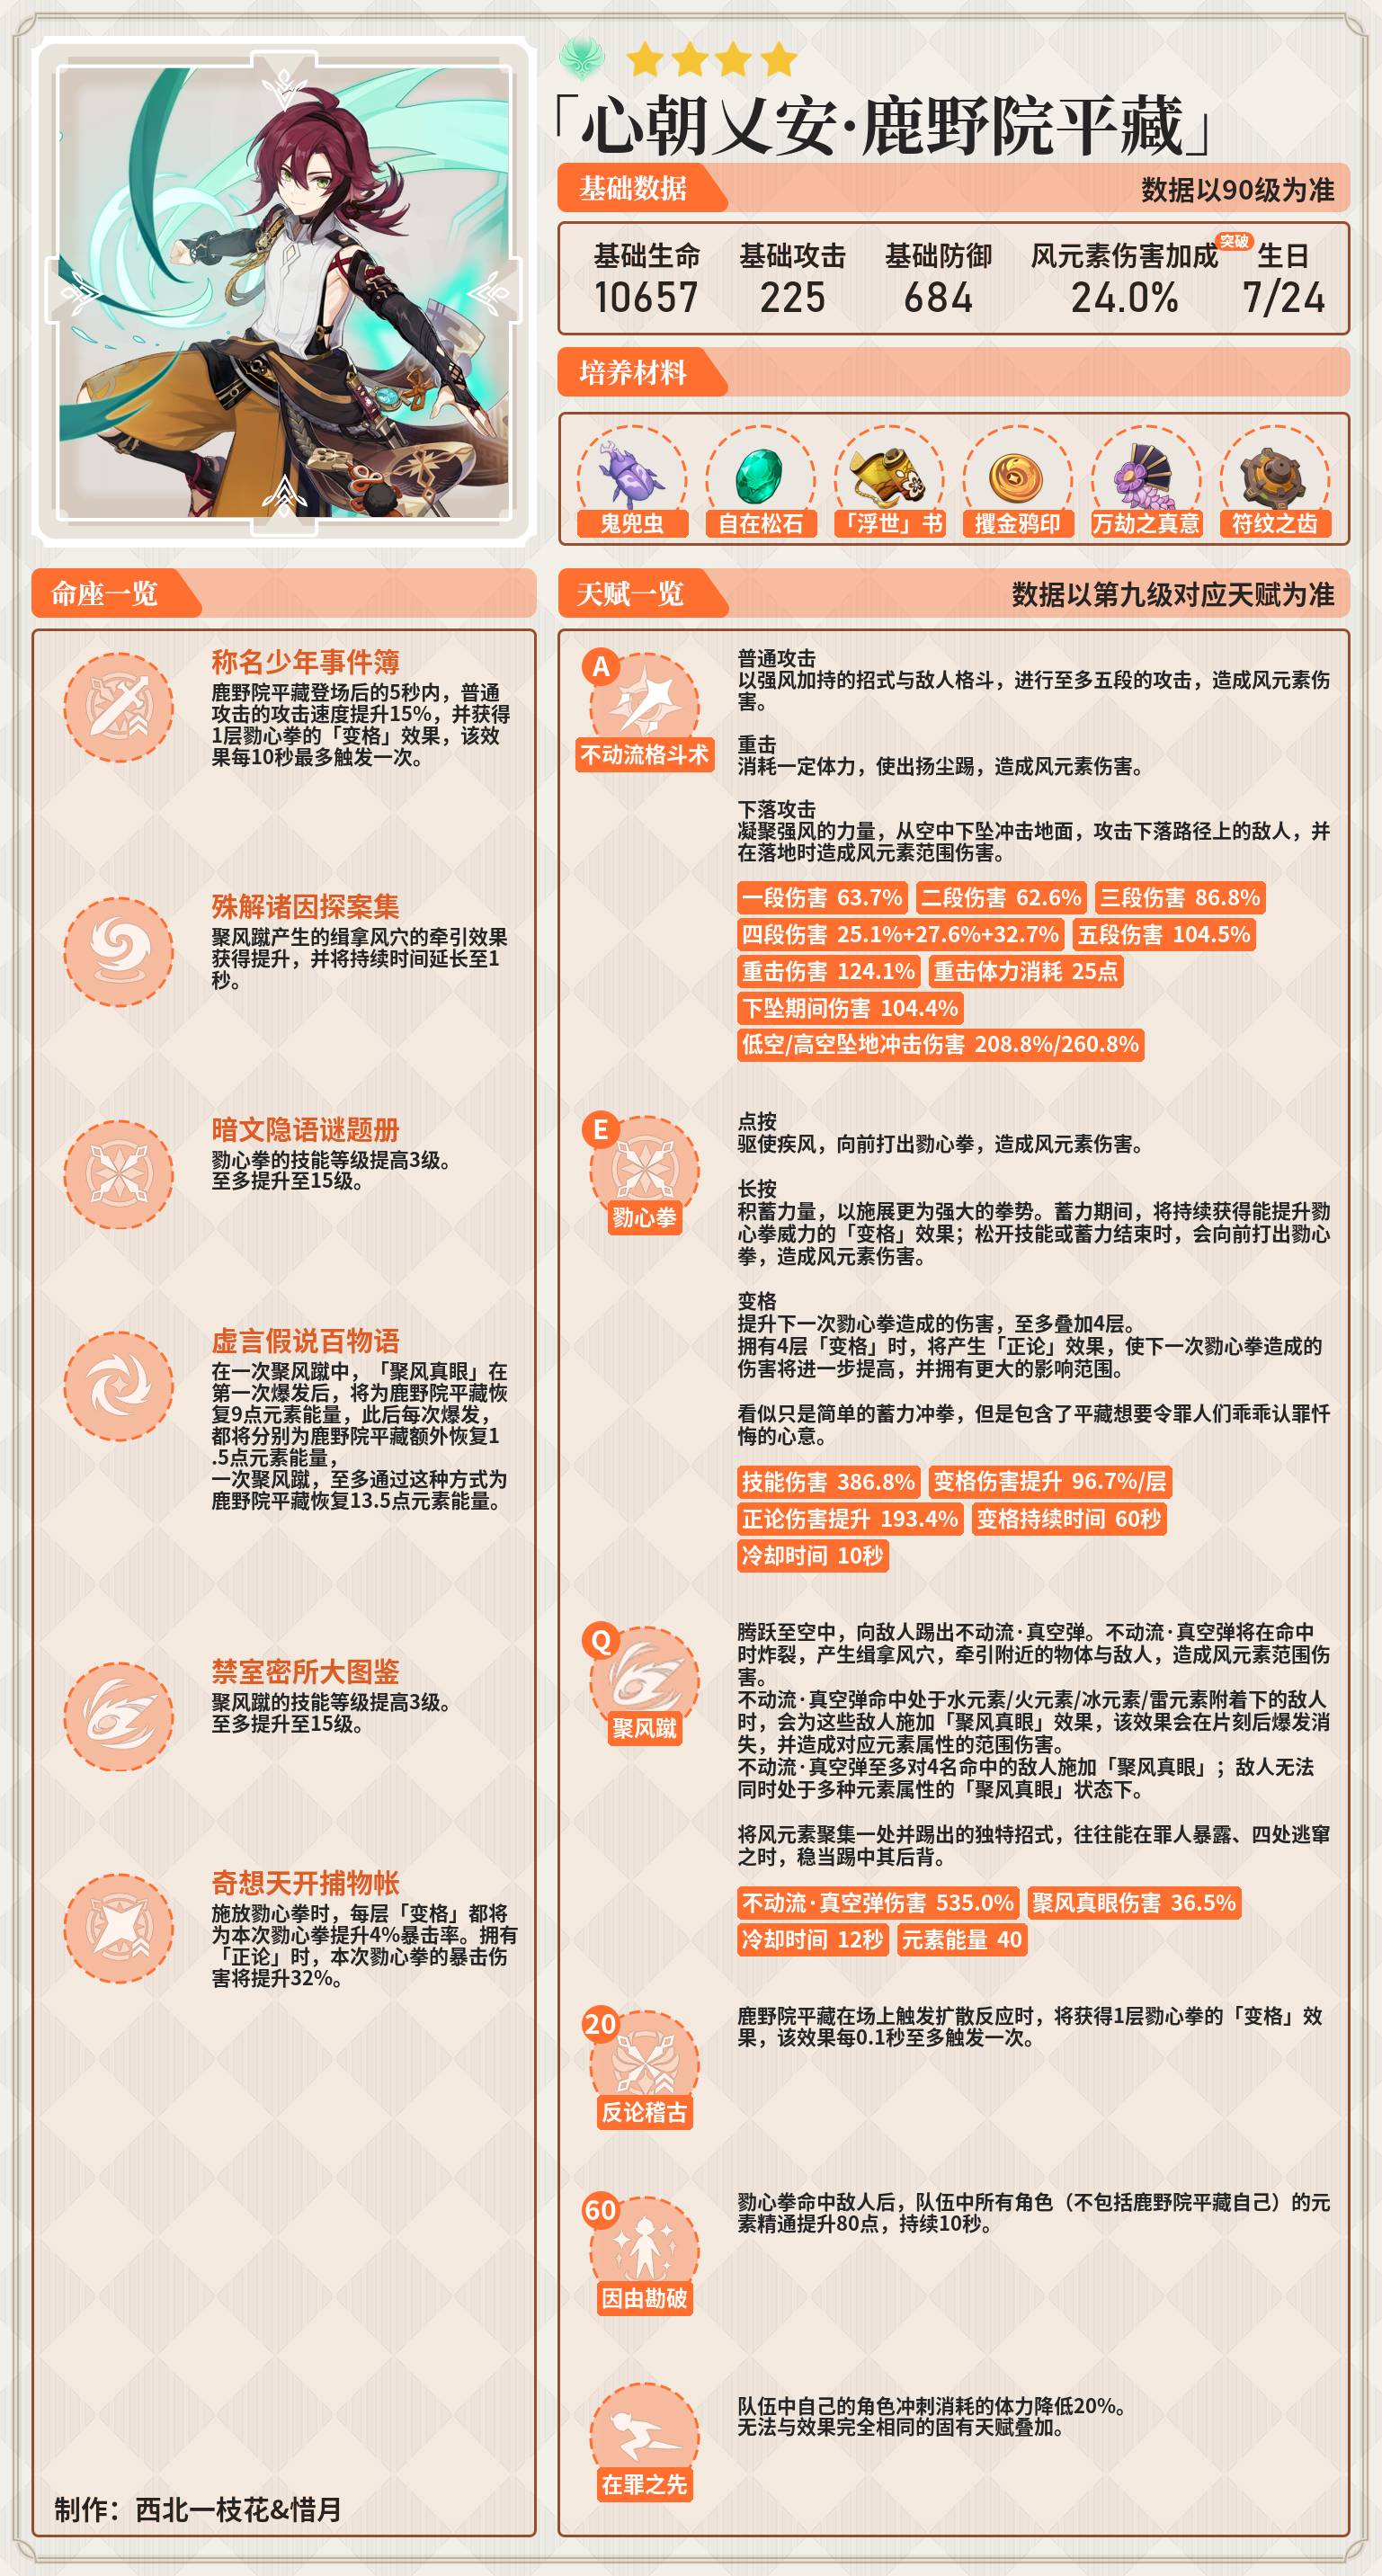 「心朝乂安·鹿野院平藏」
基础数据
数据以90级为准
基础生命 基础攻击 基础防御 风元素伤害加成 突破 生日
10657 225 684 24.0% 7/24
培养材料
鬼兜虫 自在松石 「浮世」书 攫金鸦印 万劫之真意 符纹之齿
命座一览
称名少年事件簿
鹿野院平藏登场后的5秒内，普通
攻击的攻击速度提升15%，并获得
1层勠心拳的「变格」效果，该效
果每10秒最多触发一次。
殊解诸因探案集
聚风蹴产生的缉拿风穴的牵引效果
获得提升，并将持续时间延长至1
秒。
暗文隐语谜题册
勠心拳的技能等级提高3级。
至多提升至15级。
虚言假说百物语
在一次聚风蹴中，「聚风真眼」在
第一次爆发后，将为鹿野院平藏恢
复9点元素能量，此后每次爆发，
都将分别为鹿野院平藏额外恢复1
.5点元素能量，
一次聚风蹴，至多通过这种方式为
鹿野院平藏恢复13.5点元素能量。
禁室密所大图鉴
聚风蹴的技能等级提高3级。
至多提升至15级。
奇想天开捕物帐
施放勠心拳时，每层「变格」都将
为本次勠心拳提升4%暴击率。拥有
「正论」时，本次勠心拳的暴击伤
害将提升32%。
制作：西北一枝花&惜月
天赋一览
数据以第九级对应天赋为准
A
不动流格斗术
普通攻击
以强风加持的招式与敌人格斗，进行至多五段的攻击，造成风元素伤
害。
重击
消耗一定体力，使出扬尘踢，造成风元素伤害。
下落攻击
凝聚强风的力量，从空中下坠冲击地面，攻击下落路径上的敌人，并
在落地时造成风元素范围伤害。
一段伤害 63.7% 二段伤害 62.6% 三段伤害 86.8%
四段伤害 25.1%+27.6%+32.7% 五段伤害 104.5%
重击伤害 124.1% 重击体力消耗 25点
下坠期间伤害 104.4%
低空/高空坠地冲击伤害 208.8%/260.8%
E
勠心拳
点按
驱使疾风，向前打出勠心拳，造成风元素伤害。
长按
积蓄力量，以施展更为强大的拳势。蓄力期间，将持续获得能提升勠
心拳威力的「变格」效果；松开技能或蓄力结束时，会向前打出勠心
拳，造成风元素伤害。
变格
提升下一次勠心拳造成的伤害，至多叠加4层。
拥有4层「变格」时，将产生「正论」效果，使下一次勠心拳造成的
伤害将进一步提高，并拥有更大的影响范围。
看似只是简单的蓄力冲拳，但是包含了平藏想要令罪人们乖乖认罪忏
悔的心意。
技能伤害 386.8% 变格伤害提升 96.7%/层
正论伤害提升 193.4% 变格持续时间 60秒
冷却时间 10秒
Q
聚风蹴
腾跃至空中，向敌人踢出不动流·真空弹。不动流·真空弹将在命中
时炸裂，产生缉拿风穴，牵引附近的物体与敌人，造成风元素范围伤
害。
不动流·真空弹命中处于水元素/火元素/冰元素/雷元素附着下的敌人
时，会为这些敌人施加「聚风真眼」效果，该效果会在片刻后爆发消
失，并造成对应元素属性的范围伤害。
不动流·真空弹至多对4名命中的敌人施加「聚风真眼」；敌人无法
同时处于多种元素属性的「聚风真眼」状态下。
将风元素聚集一处并踢出的独特招式，往往能在罪人暴露、四处逃窜
之时，稳当踢中其后背。
不动流·真空弹伤害 535.0% 聚风真眼伤害 36.5%
冷却时间 12秒 元素能量 40
20
反论稽古
鹿野院平藏在场上触发扩散反应时，将获得1层勠心拳的「变格」效
果，该效果每0.1秒至多触发一次。
60
因由勘破
勠心拳命中敌人后，队伍中所有角色（不包括鹿野院平藏自己）的元
素精通提升80点，持续10秒。
在罪之先
队伍中自己的角色冲刺消耗的体力降低20%。
无法与效果完全相同的固有天赋叠加。